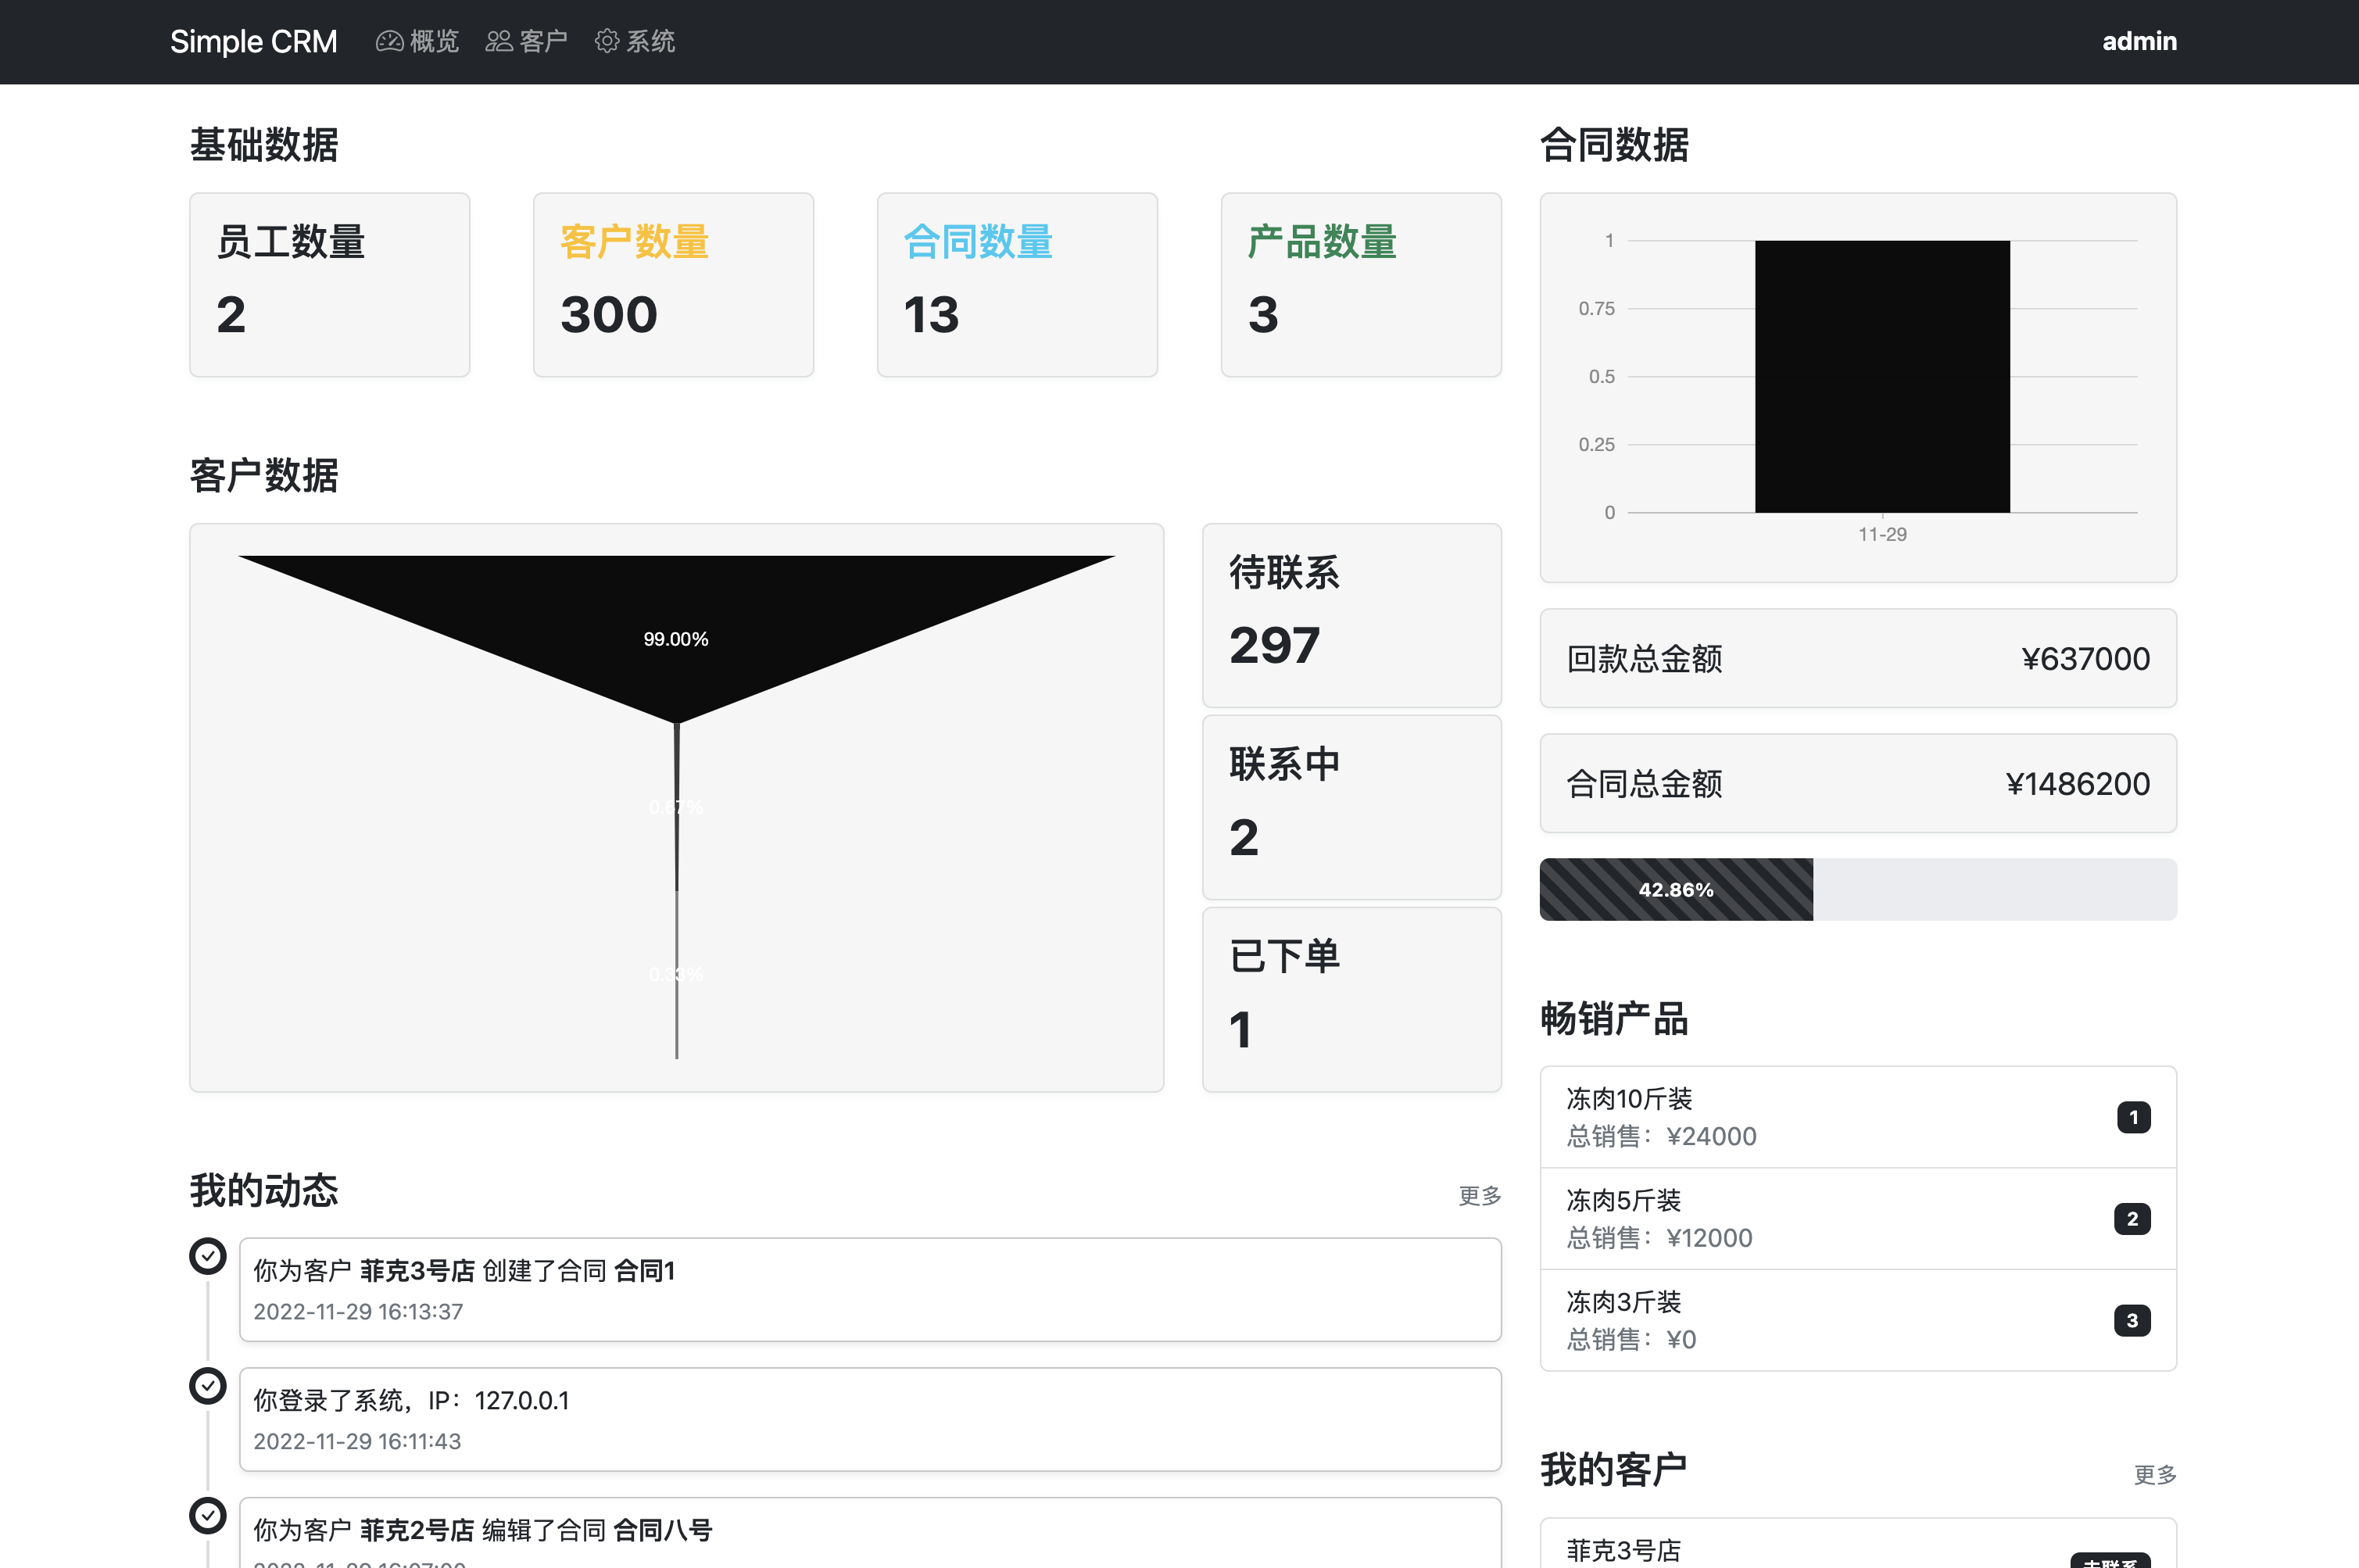 Simple CRM 概览 客户 系统 admin
基础数据
员工数量
2
客户数量
300
合同数量
13
产品数量
3
客户数据
99.00%
0.67%
0.33%
待联系
297
联系中
2
已下单
1
我的动态 更多
你为客户 菲克3号店 创建了合同 合同1
2022-11-29 16:13:37
你登录了系统，IP：127.0.0.1
2022-11-29 16:11:43
你为客户 菲克2号店 编辑了合同 合同八号
合同数据
1
0.75
0.5
0.25
0
11-29
回款总金额 ¥637000
合同总金额 ¥1486200
42.86%
畅销产品
冻肉10斤装
总销售：¥24000
1
冻肉5斤装
总销售：¥12000
2
冻肉3斤装
总销售：¥0
3
我的客户 更多
菲克3号店